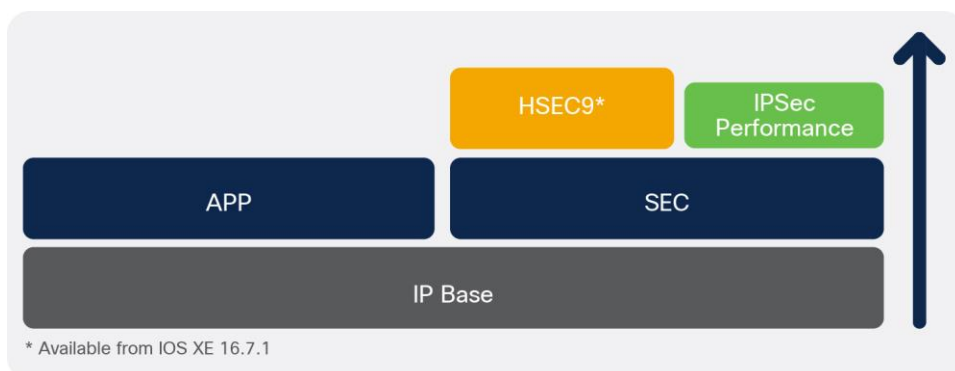 HSEC9*
IPSec
Performance
APP
SEC
IP Base
* Available from IOS XE 16.7.1